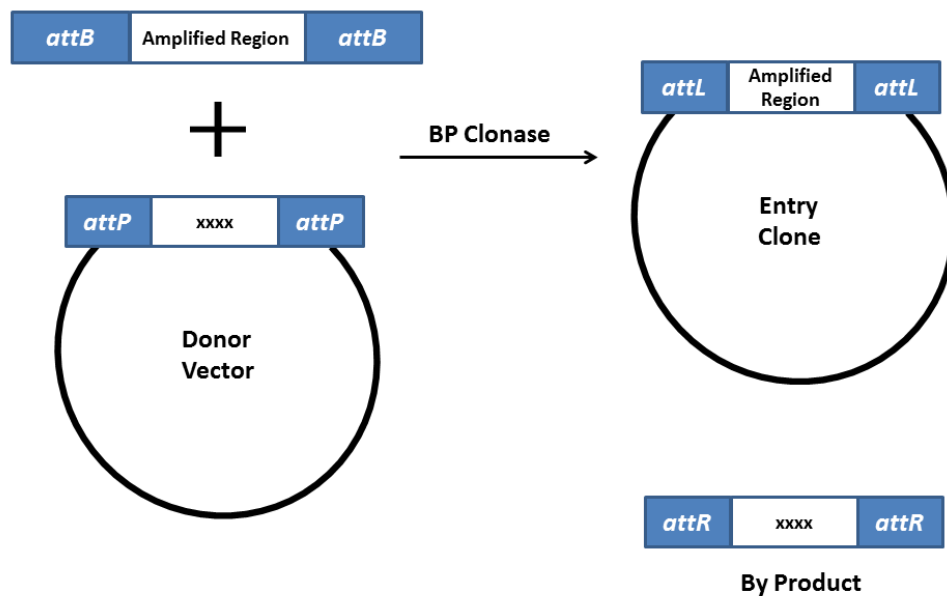 attB Amplified Region attB
attP xxxx attP
Donor
Vector
BP Clonase
attL Amplified Region attL
Entry
Clone
attR xxxx attR
By Product